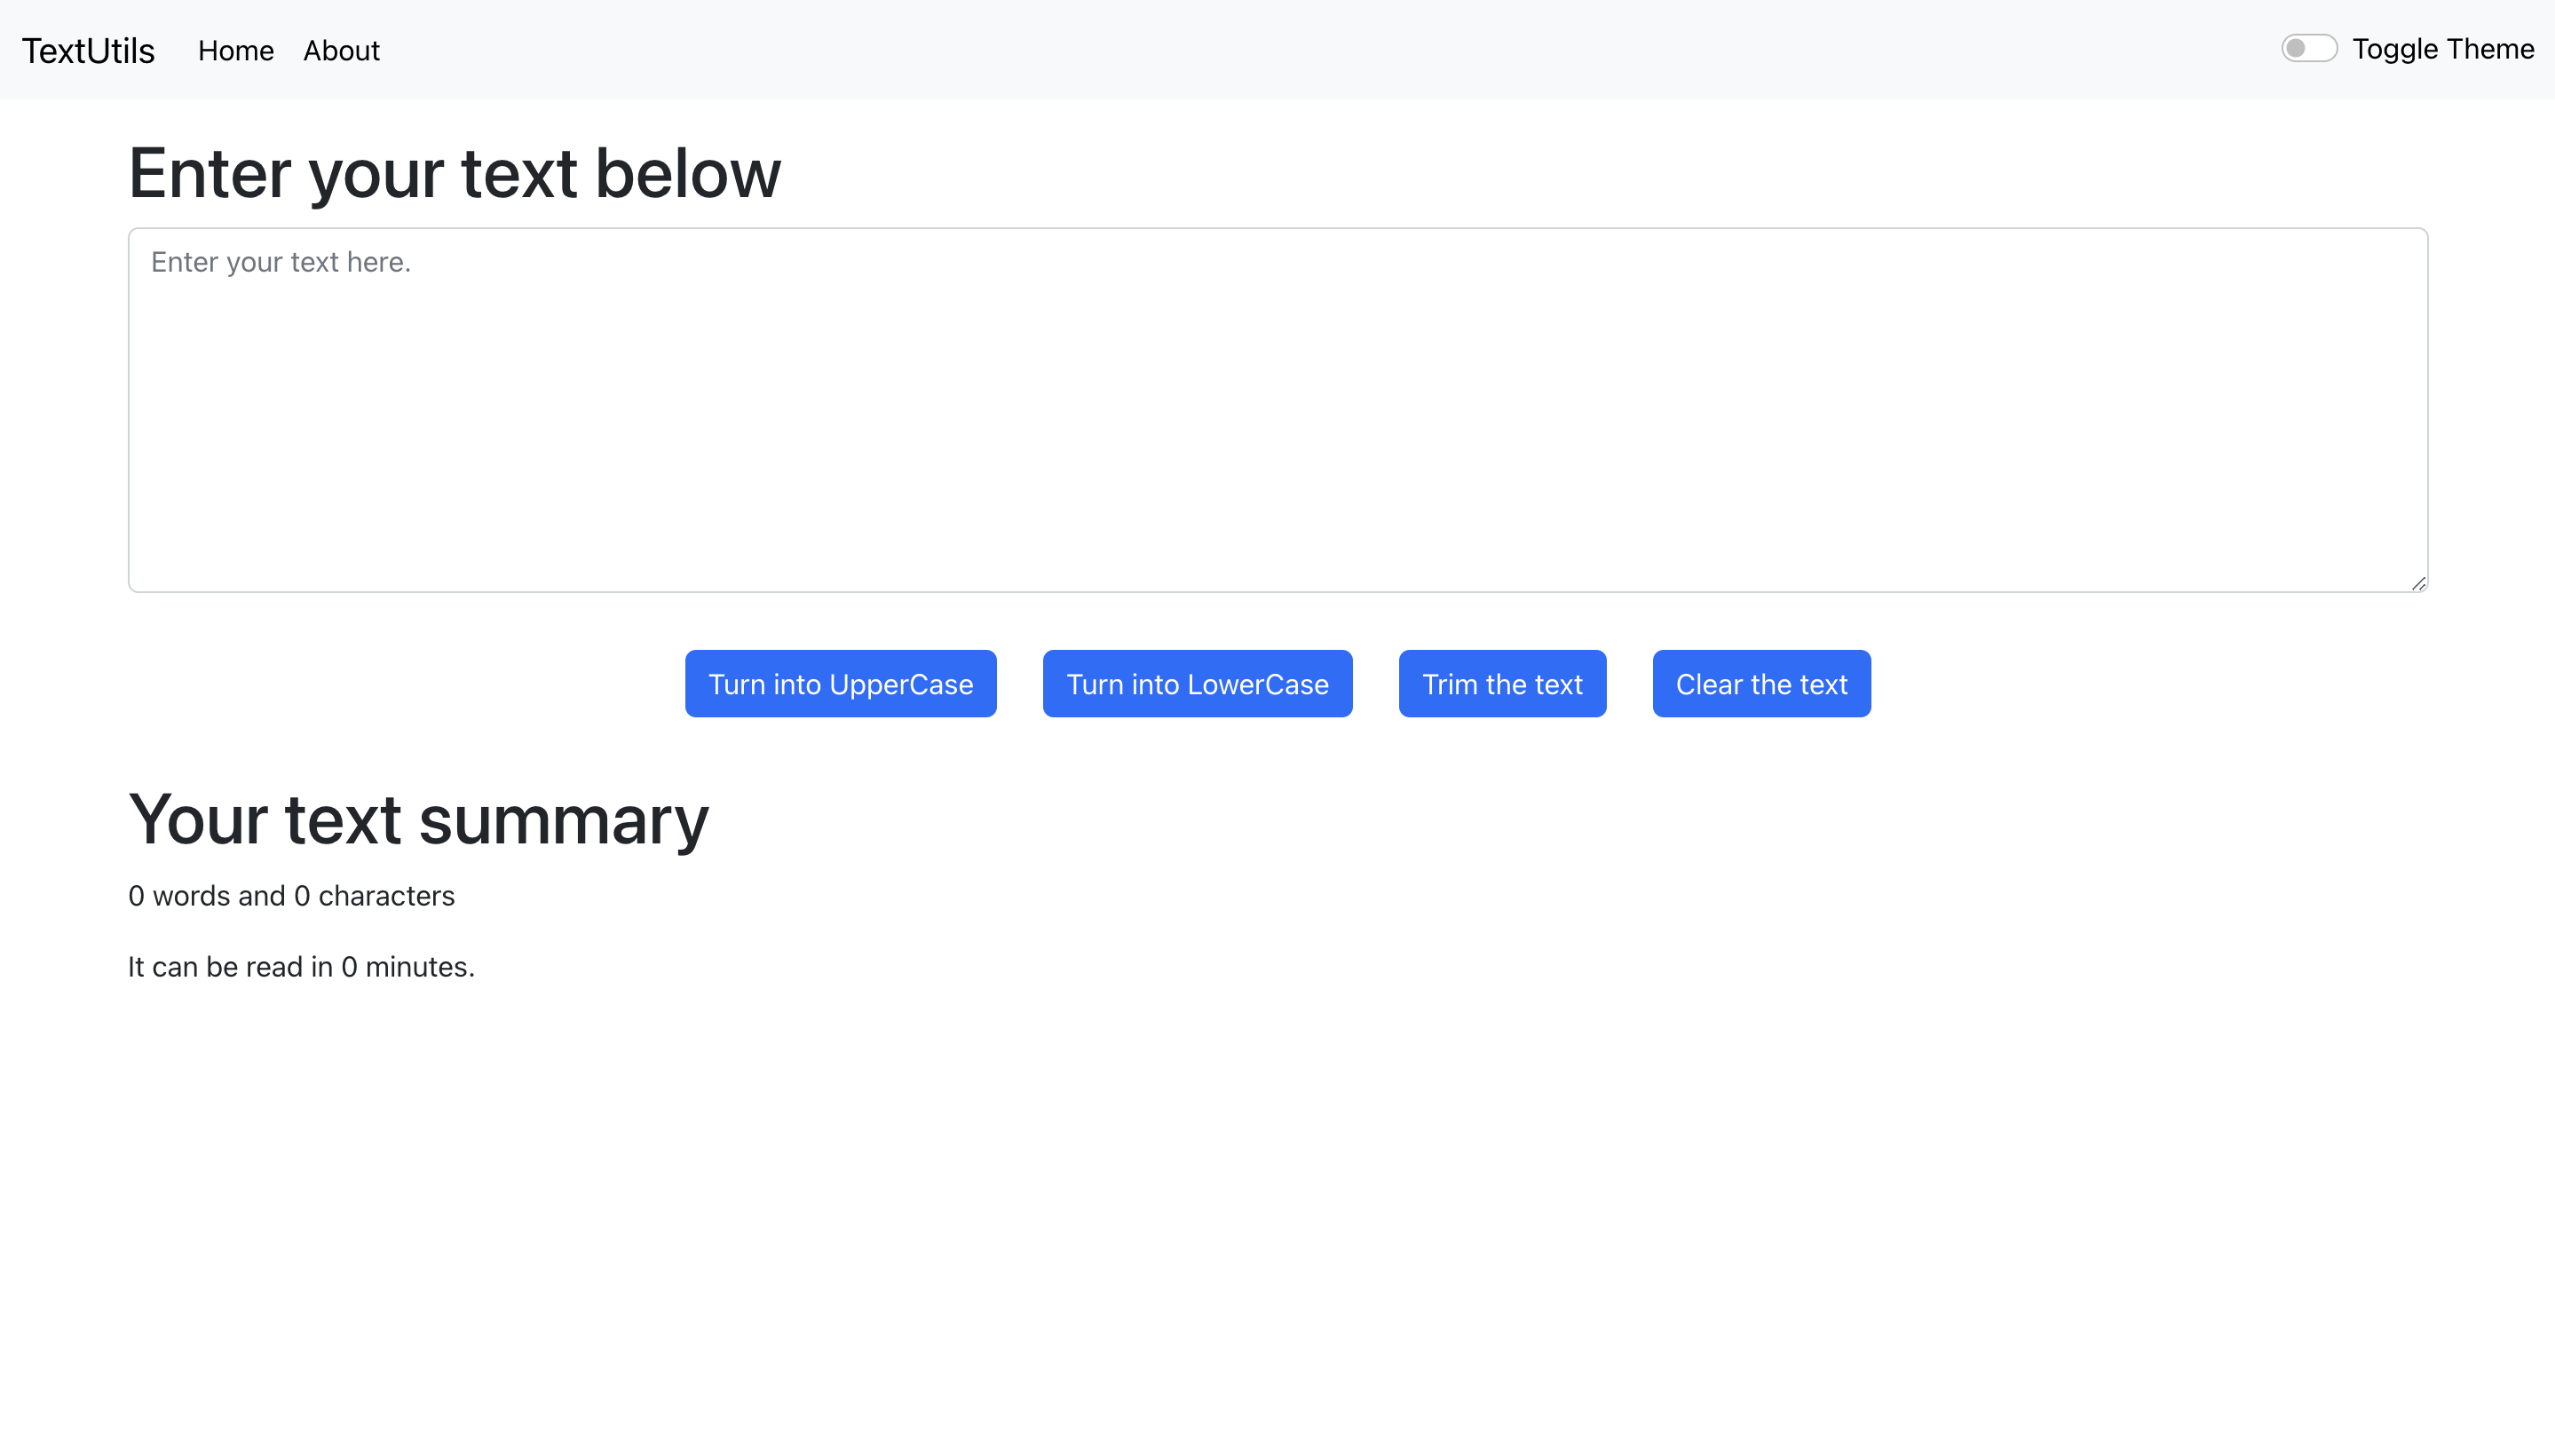 TextUtils Home About Toggle Theme
Enter your text below
Enter your text here.
Turn into UpperCase Turn into LowerCase Trim the text Clear the text
Your text summary
0 words and 0 characters
It can be read in 0 minutes.